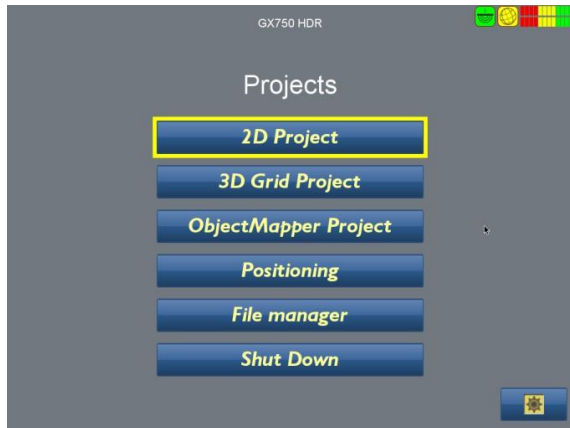 GX750 HDR
Projects
2D Project
3D Grid Project
ObjectMapper Project
Positioning
File manager
Shut Down